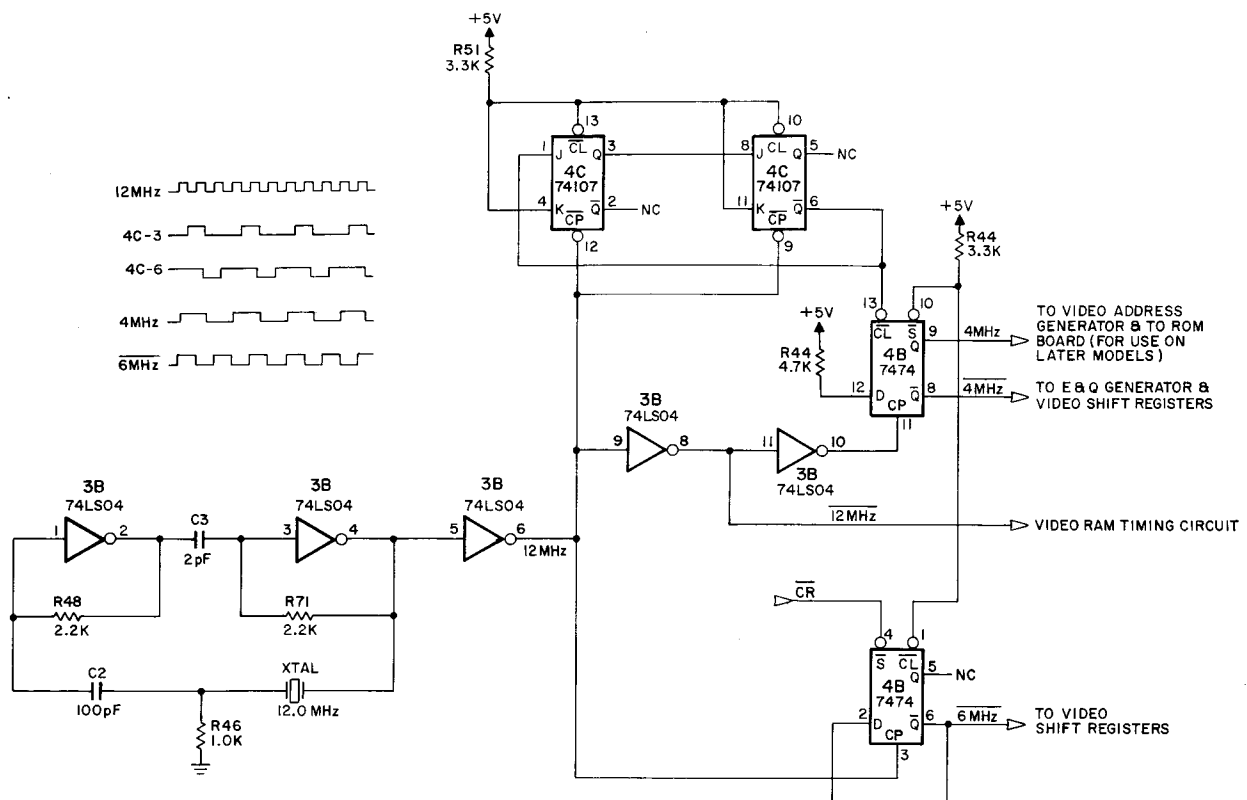 +5V
R51
3.3K
13
10
1
J
CL
Q
3
8
J
CL
Q
5
NC
4C
74107
4C
74107
4
K
CP
Q
2
NC
11
K
CP
Q
6
12
9
12MHz
4C-3
4C-6
4MHz
6MHz
+5V
R44
3.3K
13
10
+5V
R44
4.7K
CL
S
Q
9
4MHz
4B
7474
12
D
CP
Q
8
4MHz
11
TO VIDEO ADDRESS
GENERATOR & TO ROM
BOARD (FOR USE ON
LATER MODELS)
TO E&Q GENERATOR &
VIDEO SHIFT REGISTERS
3B
74LS04
9
8
11
10
3B
74LS04
12MHz
VIDEO RAM TIMING CIRCUIT
3B
74LS04
1
2
C3
2pF
3B
74LS04
3
4
3B
74LS04
5
6
12MHz
R48
2.2K
R71
2.2K
C2
100pF
XTAL
12.0 MHz
R46
1.0K
CR
4
1
S
CL
Q
5
NC
4B
7474
2
D
CP
Q
6
6MHz
3
TO VIDEO
SHIFT REGISTERS